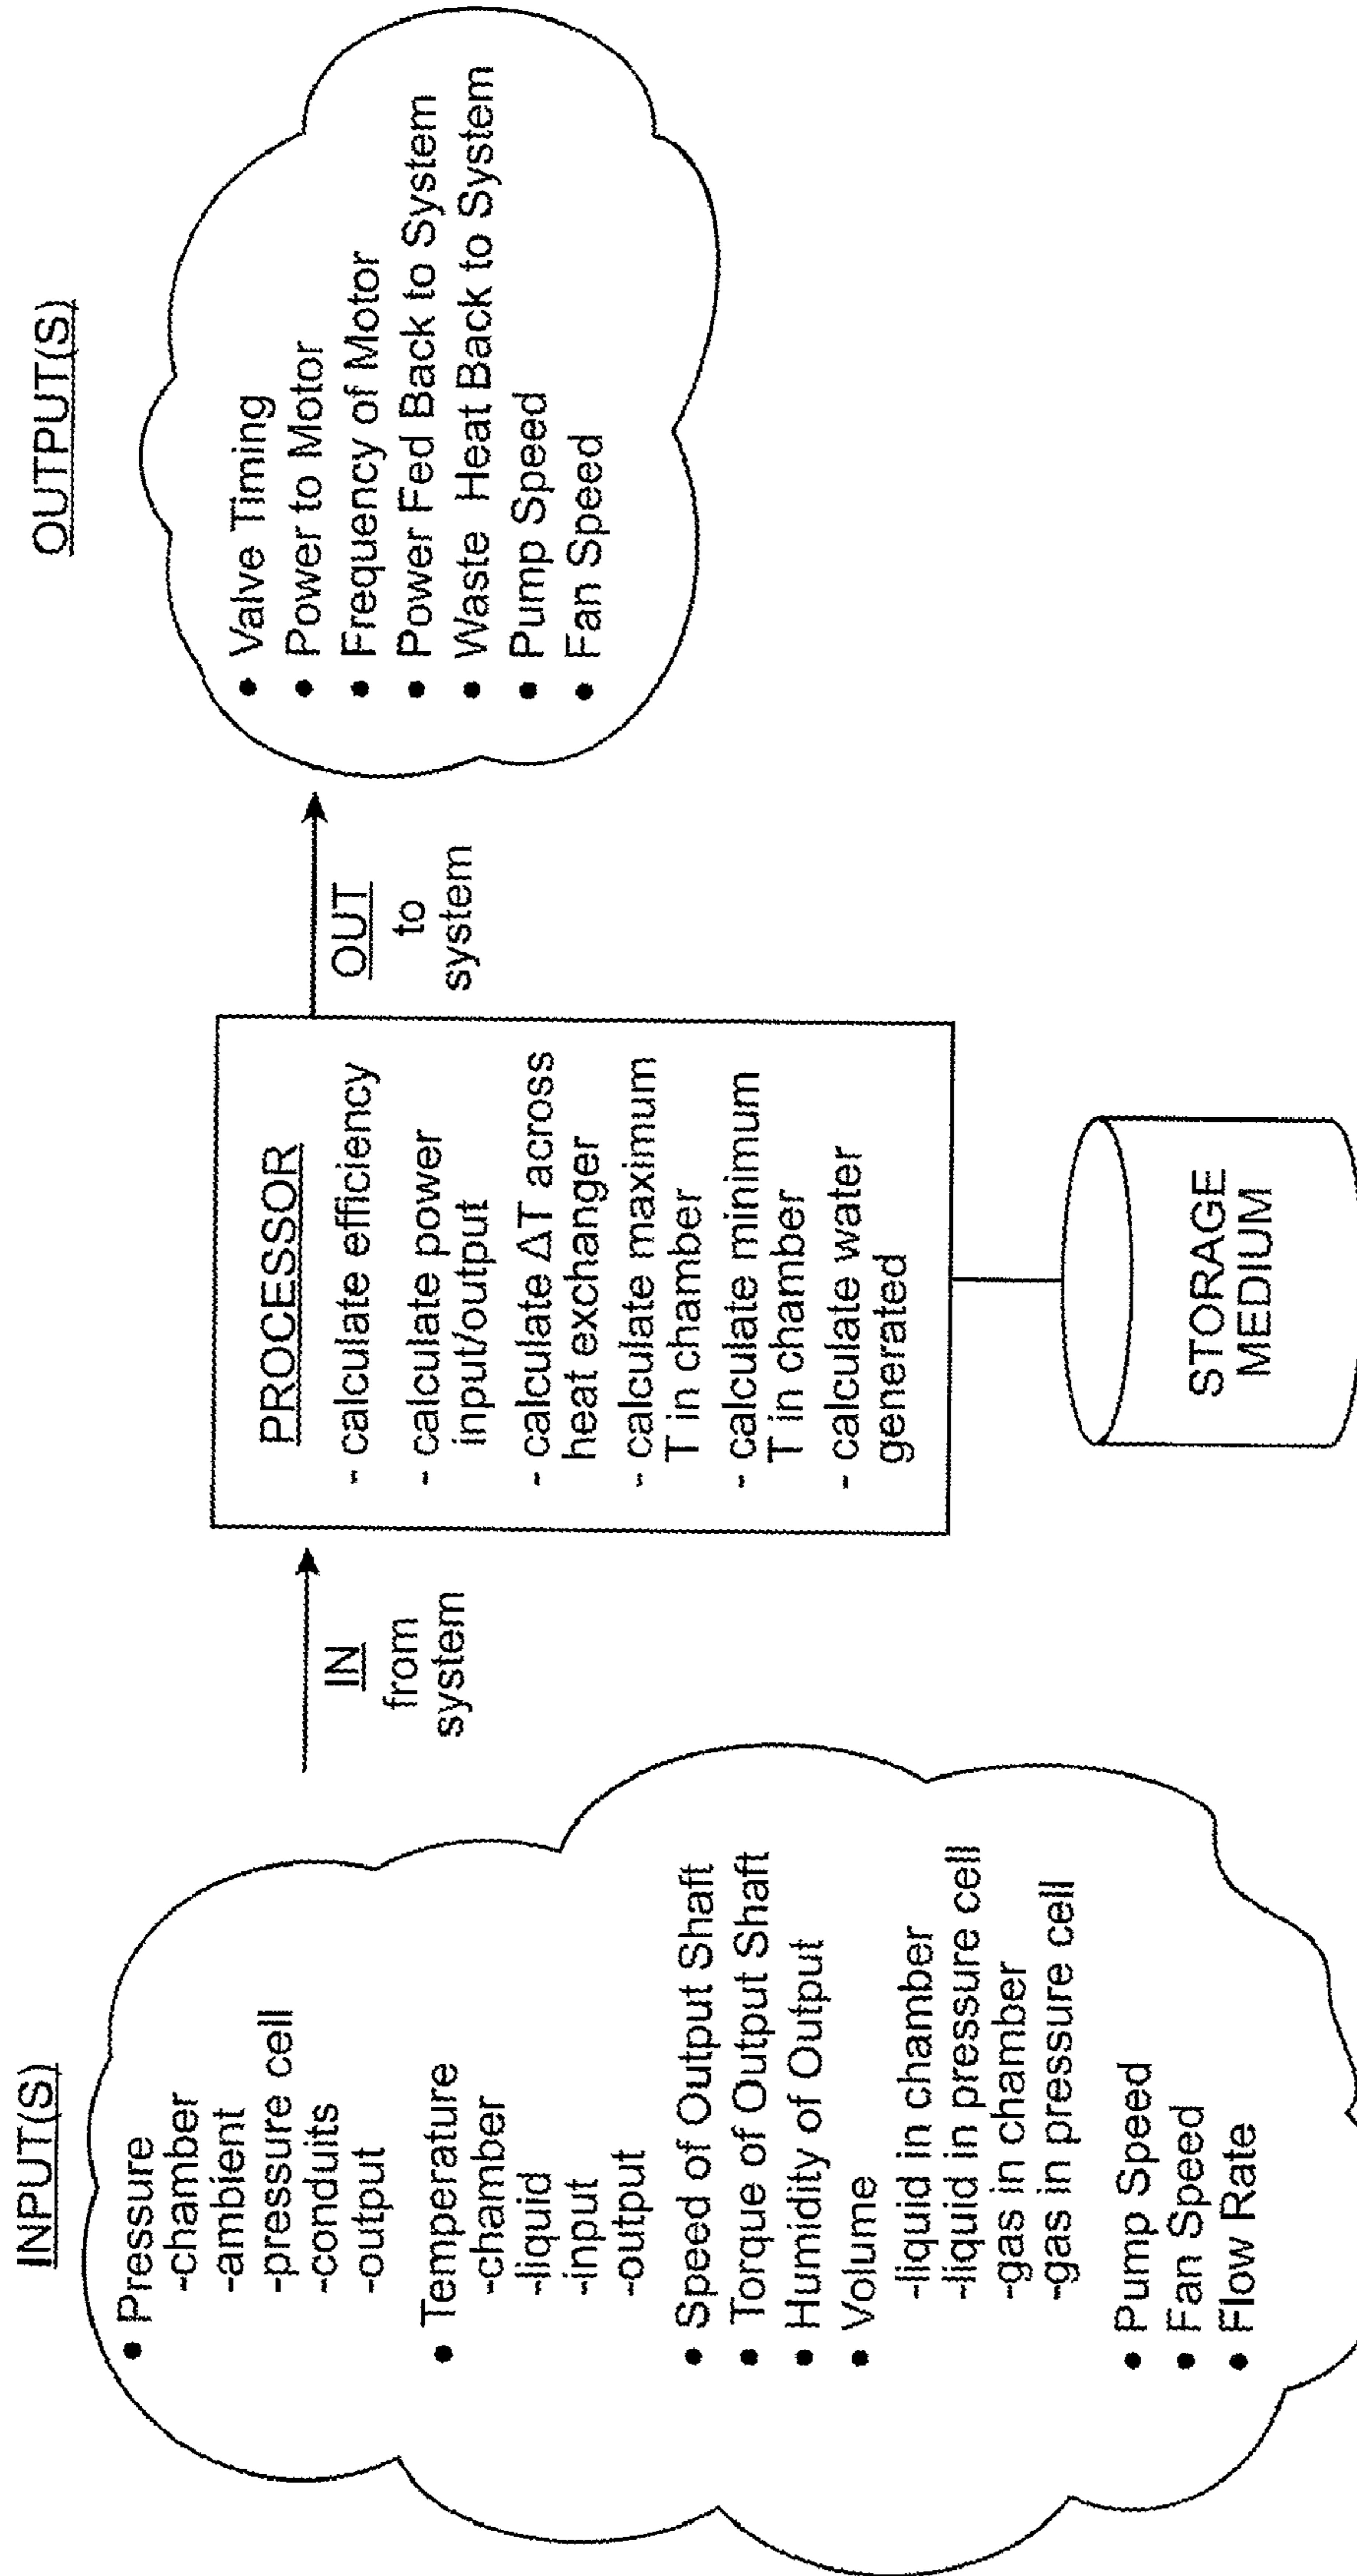 INPUT(S)
• Pressure
-chamber
-ambient
-pressure cell
-conduits
-output
• Temperature
-chamber
-liquid
-input
-output
• Speed of Output Shaft
• Torque of Output Shaft
• Humidity of Output
• Volume
-liquid in chamber
-liquid in pressure cell
-gas in chamber
-gas in pressure cell
• Pump Speed
• Fan Speed
• Flow Rate
IN
from
system
PROCESSOR
- calculate efficiency
- calculate power
input/output
- calculate ΔT across
heat exchanger
- calculate maximum
T in chamber
- calculate minimum
T in chamber
- calculate water
generated
STORAGE
MEDIUM
OUT
to
system
OUTPUT(S)
• Valve Timing
• Power to Motor
• Frequency of Motor
• Power Fed Back to System
• Waste Heat Back to System
• Pump Speed
• Fan Speed